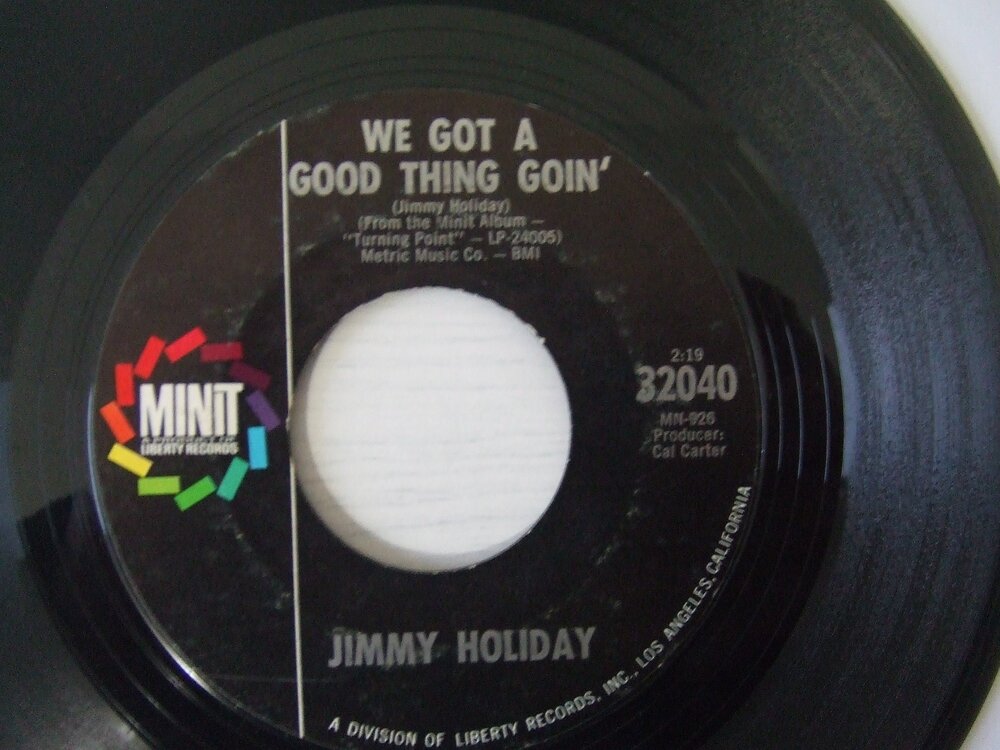 WE GOT A
GOOD THING GOIN'
(Jimmy Holiday)
(From the Minit Album —
"Turning Point" — LP-24005)
Metric Music Co. — BMI
2:19
32040
MN-926
Producer:
Cal Carter
MINIT
A PRODUCT OF
LIBERTY RECORDS
JIMMY HOLIDAY
A DIVISION OF LIBERTY RECORDS, INC., LOS ANGELES, CALIFORNIA